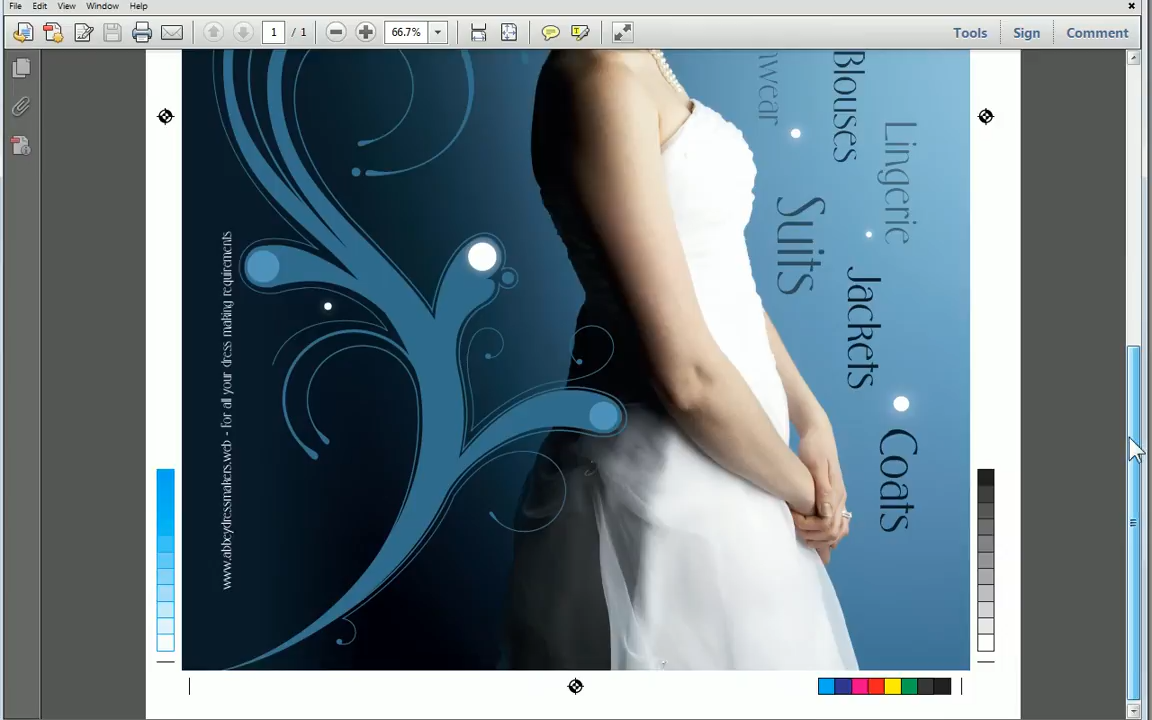 File Edit View Window Help
1 / 1
66.7%
Tools Sign Comment
wear
Blouses
Lingerie
Suits
Jackets
Coats
www.abbeydressmakers.web - for all your dress making requirements